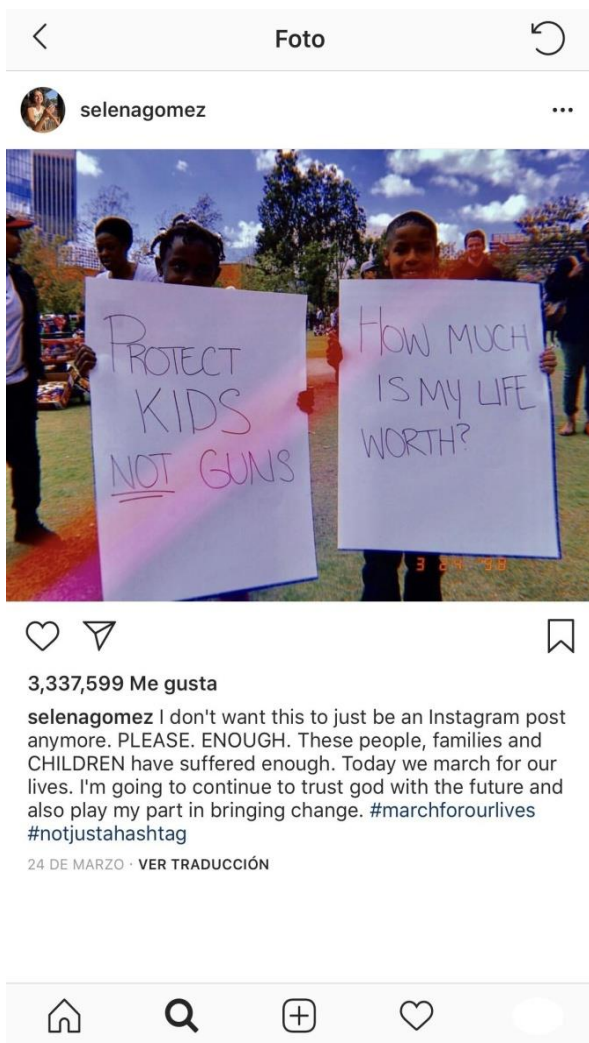 Foto
selenagomez
PROTECT
KIDS
NOT GUNS
HOW MUCH
IS MY LIFE
WORTH?
3 24 '98
3,337,599 Me gusta
selenagomez I don't want this to just be an Instagram post
anymore. PLEASE. ENOUGH. These people, families and
CHILDREN have suffered enough. Today we march for our
lives. I'm going to continue to trust god with the future and
also play my part in bringing change. #marchforourlives
#notjustahashtag
24 DE MARZO · VER TRADUCCIÓN